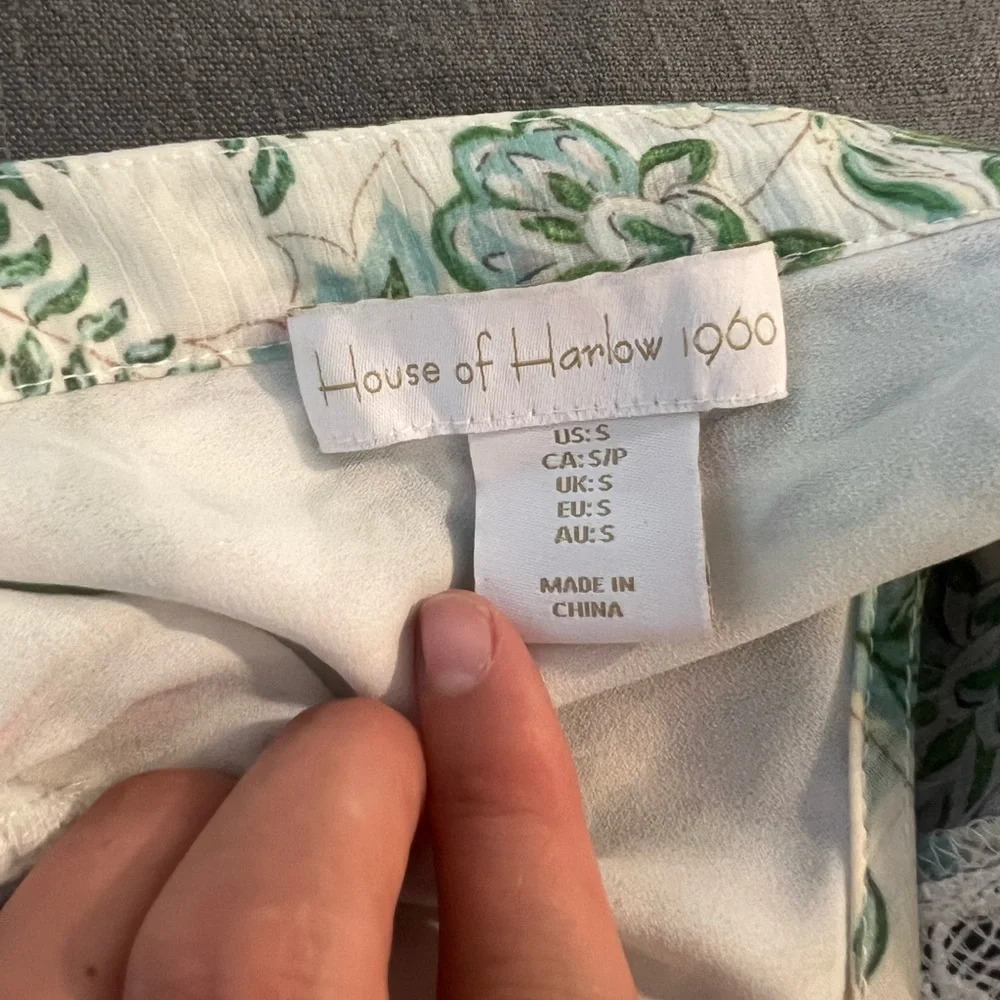 House of Harlow 1960
US: S
CA: S/P
UK: S
EU: S
AU: S
MADE IN
CHINA